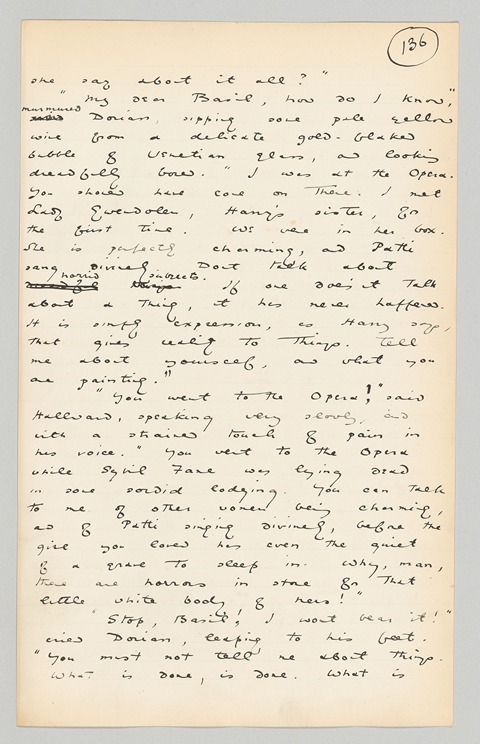 136
she say about it all?"
"My dear Basil, how do I know,"
murmured
Dorian, sipping some pale yellow
wine from a delicate gold-flaked
bubble of Venetian glass, and looking
dreadfully bored. "I was at the Opera.
You should have come on there. I met
Lady Gwendolen, Harry's sister, for
the first time. We were in her box.
She is perfectly charming, and Patti
sang divinely. Don't talk about
horrid subjects.
If one doesn't talk
about a thing, it has never happened.
It is simply expression, as Harry says,
that gives reality to things. Tell
me about yourself, and what you
are painting."
"You went to the Opera!," said
Hallward, speaking very slowly, and
with a strained touch of pain in
his voice. "You went to the Opera
while Sybil Vane was lying dead
in some sordid lodging. You can talk
to me of other women being charming,
and of Patti singing divinely, before the
girl you loved has even the quiet
of a grave to sleep in. Why, man,
there are horrors in store for that
little white body of hers!"
"Stop, Basil! I won't hear it!"
cried Dorian, leaping to his feet.
"You must not tell me about things.
What is done, is done. What is